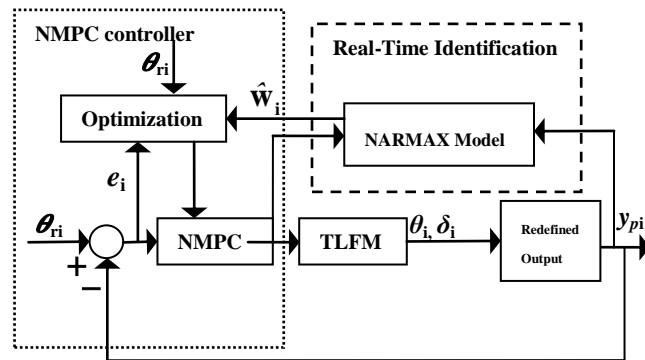 NMPC controller
θri
Real-Time Identification
Optimization
ŵi
NARMAX Model
ei
θri
NMPC
TLFM
θi, δi
Redefined
Output
ypi
+
−